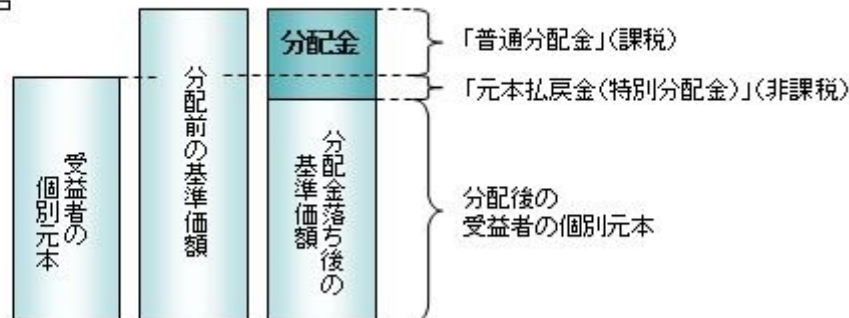 受益者の
個別元本
分配前の基準価額
分配金
分配金落ち後の
基準価額
「普通分配金」(課税)
「元本払戻金(特別分配金)」(非課税)
分配後の
受益者の個別元本